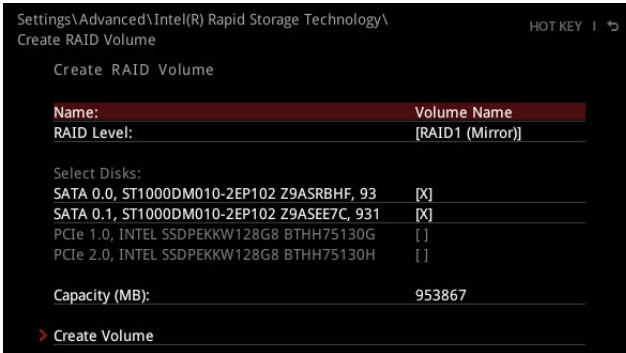 Settings\Advanced\Intel(R) Rapid Storage Technology\
Create RAID Volume
HOT KEY |
Create RAID Volume
Name: Volume Name
RAID Level: [RAID1 (Mirror)]
Select Disks:
SATA 0.0, ST1000DM010-2EP102 Z9ASRBHF, 93 [X]
SATA 0.1, ST1000DM010-2EP102 Z9ASEE7C, 931 [X]
PCIe 1.0, INTEL SSDPEKKW128G8 BTHH75130G [ ]
PCIe 2.0, INTEL SSDPEKKW128G8 BTHH75130H [ ]
Capacity (MB): 953867
Create Volume